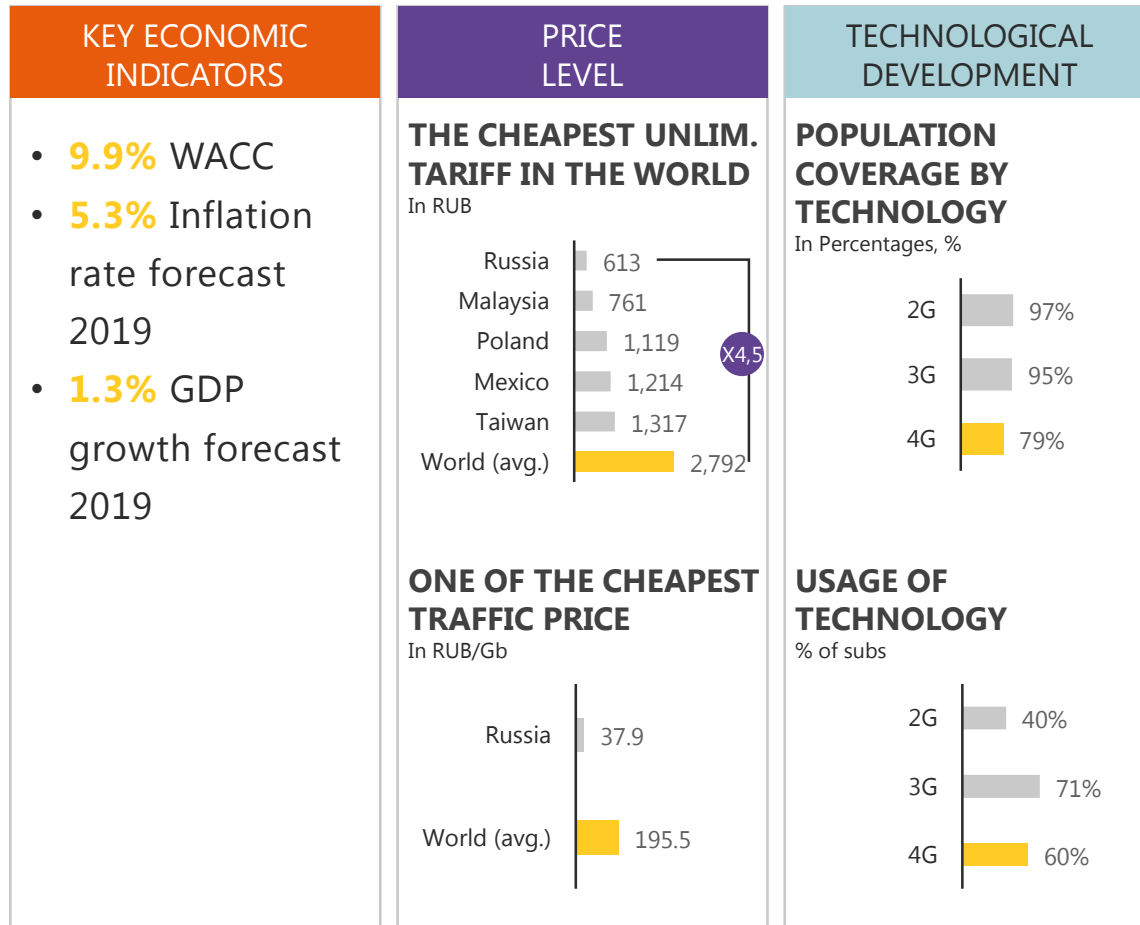 KEY ECONOMIC
INDICATORS
• 9.9% WACC
• 5.3% Inflation
rate forecast
2019
• 1.3% GDP
growth forecast
2019
PRICE
LEVEL
THE CHEAPEST UNLIM.
TARIFF IN THE WORLD
In RUB
Russia 613
Malaysia 761
Poland 1,119
X4,5
Mexico 1,214
Taiwan 1,317
World (avg.) 2,792
ONE OF THE CHEAPEST
TRAFFIC PRICE
In RUB/Gb
Russia 37.9
World (avg.) 195.5
TECHNOLOGICAL
DEVELOPMENT
POPULATION
COVERAGE BY
TECHNOLOGY
In Percentages, %
2G 97%
3G 95%
4G 79%
USAGE OF
TECHNOLOGY
% of subs
2G 40%
3G 71%
4G 60%